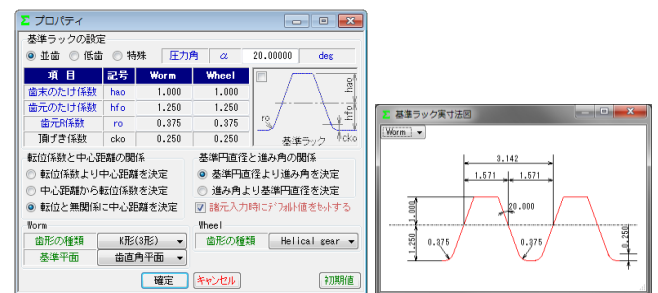 Σ プロパティ
基準ラックの設定
並歯 低歯 特殊 圧力角 α 20.00000 deg
項 目 記号 Worm Wheel
歯末のたけ係数 hao 1.000 1.000
歯元のたけ係数 hfo 1.250 1.250
歯元R係数 ro 0.375 0.375
頂げき係数 cko 0.250 0.250
hao
hfo
ro
cko
基準ラック
転位係数と中心距離の関係
転位係数より中心距離を決定
中心距離から転位係数を決定
転位と無関係に中心距離を決定
基準円直径と進み角の関係
基準円直径より進み角を決定
進み角より基準円直径を決定
諸元入力時にデフォルト値をセットする
Worm
歯形の種類 K形(3形)
基準平面 歯直角平面
Wheel
歯形の種類 Helical gear
確定 キャンセル 初期値
Σ 基準ラック実寸法図
Worm
3.142
1.571 1.571
1.000
20.000
1.250
0.375 0.375
0.250